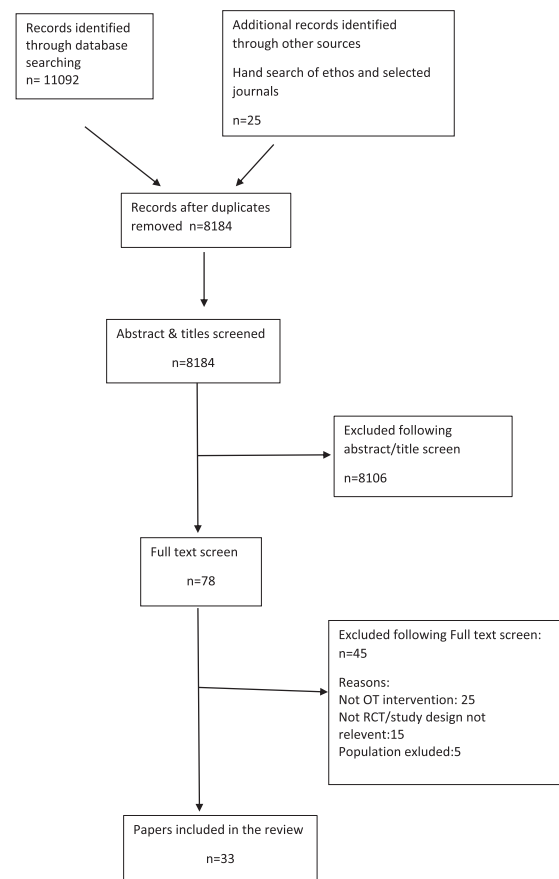 Records identified
through database
searching
n= 11092
Additional records identified
through other sources
Hand search of ethos and selected
journals
n=25
Records after duplicates
removed n=8184
Abstract & titles screened
n=8184
Excluded following
abstract/title screen
n=8106
Full text screen
n=78
Excluded following Full text screen:
n=45
Reasons:
Not OT intervention: 25
Not RCT/study design not
relevent:15
Population exluded:5
Papers included in the review
n=33